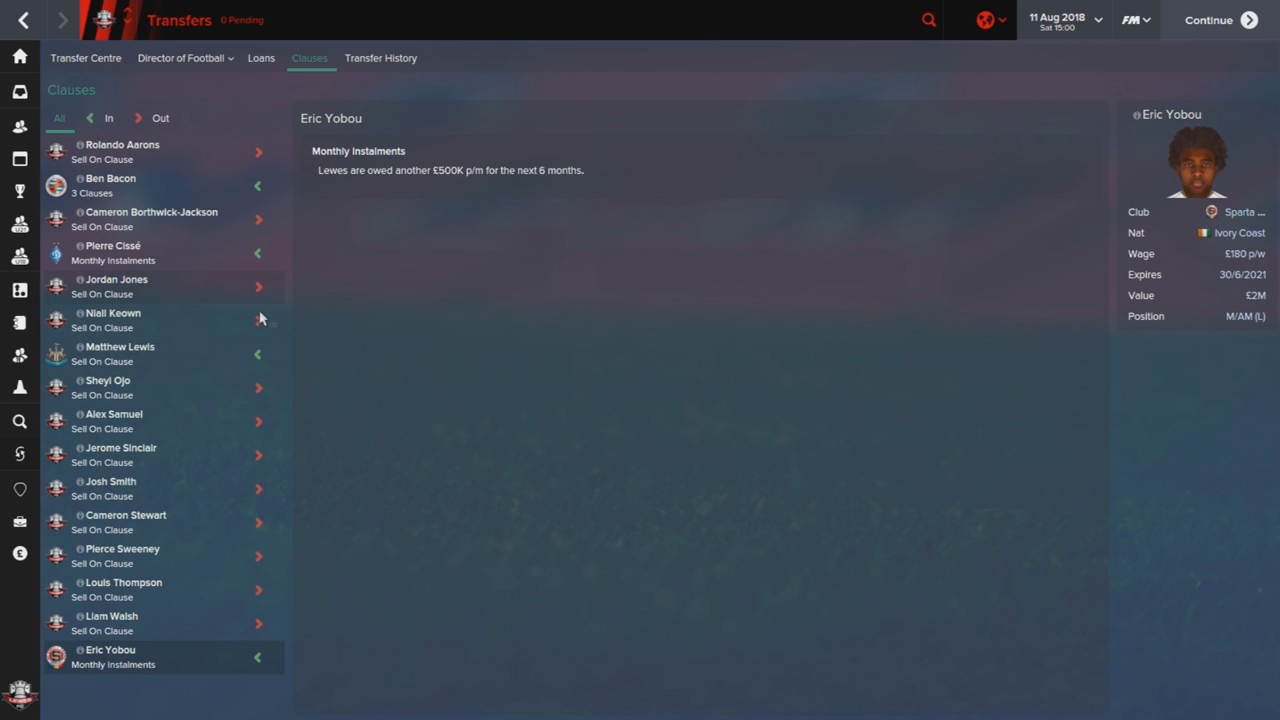 Transfers 0 Pending
11 Aug 2018
Sat 15:00
FM
Continue
Transfer Centre Director of Football Loans Clauses Transfer History
Clauses
All In Out
Rolando Aarons
Sell On Clause
Ben Bacon
3 Clauses
Cameron Borthwick-Jackson
Sell On Clause
Pierre Cissé
Monthly Instalments
Jordan Jones
Sell On Clause
Niall Keown
Sell On Clause
Matthew Lewis
Sell On Clause
Sheyi Ojo
Sell On Clause
Alex Samuel
Sell On Clause
Jerome Sinclair
Sell On Clause
Josh Smith
Sell On Clause
Cameron Stewart
Sell On Clause
Pierce Sweeney
Sell On Clause
Louis Thompson
Sell On Clause
Liam Walsh
Sell On Clause
Eric Yobou
Monthly Instalments
Eric Yobou
Monthly Instalments
Lewes are owed another £500K p/m for the next 6 months.
Eric Yobou
Club Sparta ...
Nat Ivory Coast
Wage £180 p/w
Expires 30/6/2021
Value £2M
Position M/AM (L)